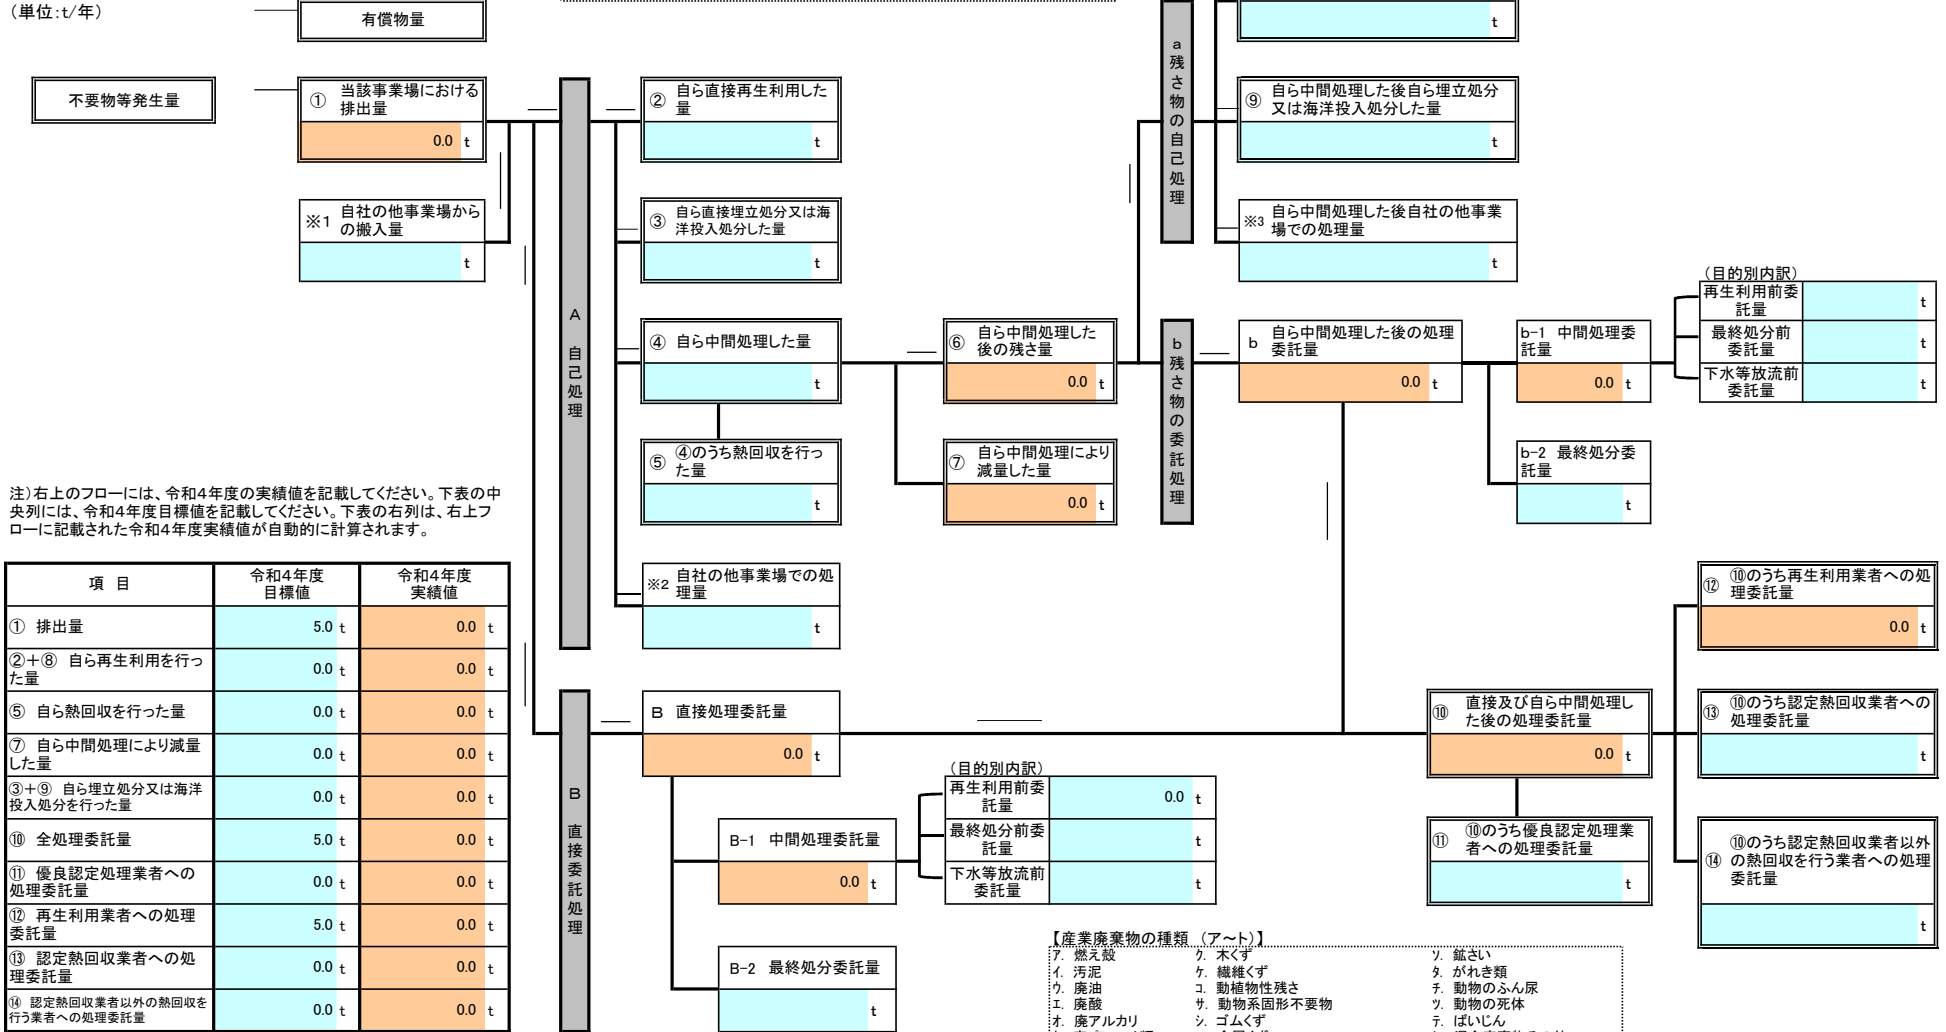 (単位:t/年)
有償物量
t
不要物等発生量
① 当該事業場における
排出量
0.0 t
※1 自社の他事業場から
の搬入量
t
A 自己処理
② 自ら直接再生利用した
量
t
③ 自ら直接埋立処分又は海
洋投入処分した量
t
④ 自ら中間処理した量
t
⑤ ④のうち熱回収を行っ
た量
t
※2 自社の他事業場での処
理量
t
⑥ 自ら中間処理した
後の残さ量
0.0 t
⑦ 自ら中間処理により
減量した量
0.0 t
a残さ物の自己処理
⑨ 自ら中間処理した後自ら埋立処分
又は海洋投入処分した量
t
※3 自ら中間処理した後自社の他事業
場での処理量
t
b残さ物の委託処理
b 自ら中間処理した後の処理
委託量
0.0 t
b-1 中間処理委
託量
0.0 t
b-2 最終処分委
託量
t
(目的別内訳)
再生利用前委
託量
t
最終処分前
委託量
t
下水等放流前
委託量
t
注)右上のフローには、令和4年度の実績値を記載してください。下表の中
央列には、令和4年度目標値を記載してください。下表の右列は、右上フ
ローに記載された令和4年度実績値が自動的に計算されます。
項 目 令和4年度
目標値 令和4年度
実績値
① 排出量 5.0 t 0.0 t
②+⑧ 自ら再生利用を行っ
た量 0.0 t 0.0 t
⑤ 自ら熱回収を行った量 0.0 t 0.0 t
⑦ 自ら中間処理により減量
した量 0.0 t 0.0 t
③+⑨ 自ら埋立処分又は海洋
投入処分を行った量 0.0 t 0.0 t
⑩ 全処理委託量 5.0 t 0.0 t
⑪ 優良認定処理業者への
処理委託量 0.0 t 0.0 t
⑫ 再生利用業者への処理
委託量 5.0 t 0.0 t
⑬ 認定熱回収業者への処
理委託量 0.0 t 0.0 t
⑭ 認定熱回収業者以外の熱回収を
行う業者への処理委託量 0.0 t 0.0 t
B 直接委託処理
B 直接処理委託量
0.0 t
B-1 中間処理委託量
0.0 t
B-2 最終処分委託量
t
(目的別内訳)
再生利用前委
託量
0.0 t
最終処分前委
託量
t
下水等放流前
委託量
t
⑩ 直接及び自ら中間処理し
た後の処理委託量
0.0 t
⑪ ⑩のうち優良認定処理業
者への処理委託量
t
⑫ ⑩のうち再生利用業者への処
理委託量
0.0 t
⑬ ⑩のうち認定熱回収業者への
処理委託量
t
⑭ ⑩のうち認定熱回収業者以外
の熱回収を行う業者への処理
委託量
t
【産業廃棄物の種類 (ア～ト)】
ア. 燃え殻 ク. 木くず ソ. 鉱さい
イ. 汚泥 ケ. 繊維くず タ. がれき類
ウ. 廃油 コ. 動植物性残さ チ. 動物のふん尿
エ. 廃酸 サ. 動物系固形不要物 ツ. 動物の死体
オ. 廃アルカリ シ. ゴムくず テ. ばいじん